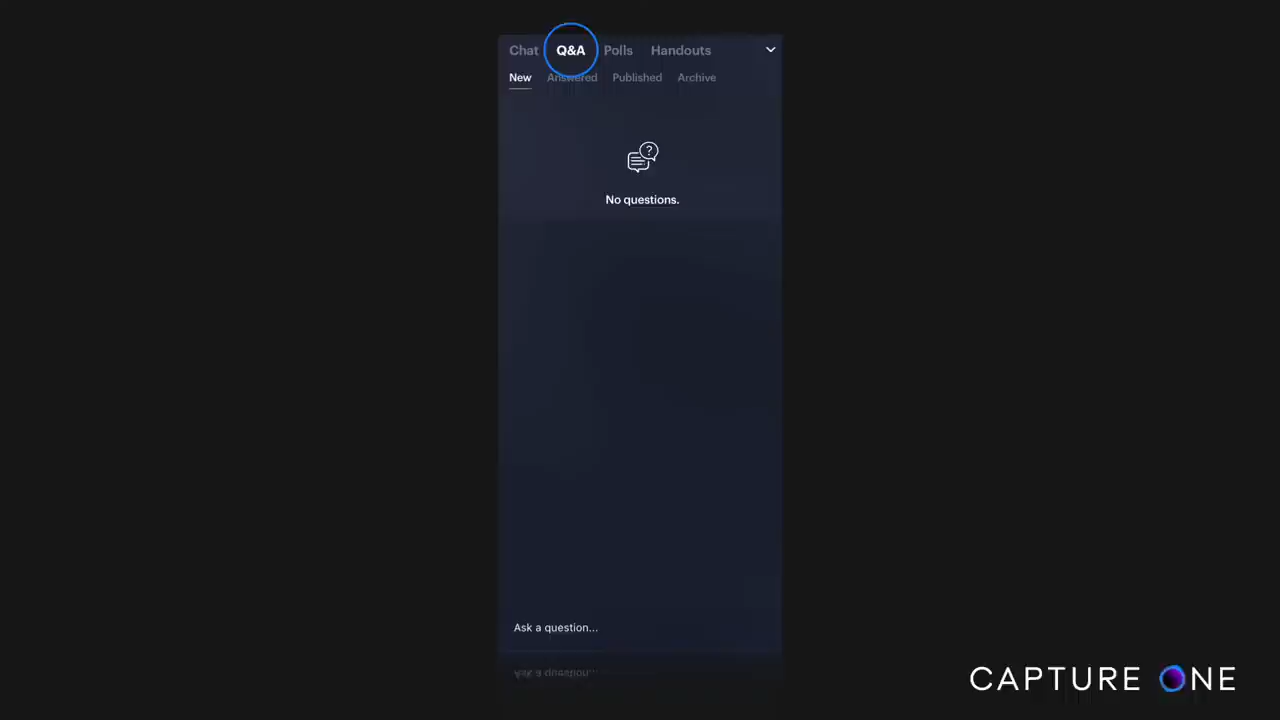 Chat Q&A Polls Handouts
New Answered Published Archive
?
No questions.
Ask a question...
CAPTURE ONE